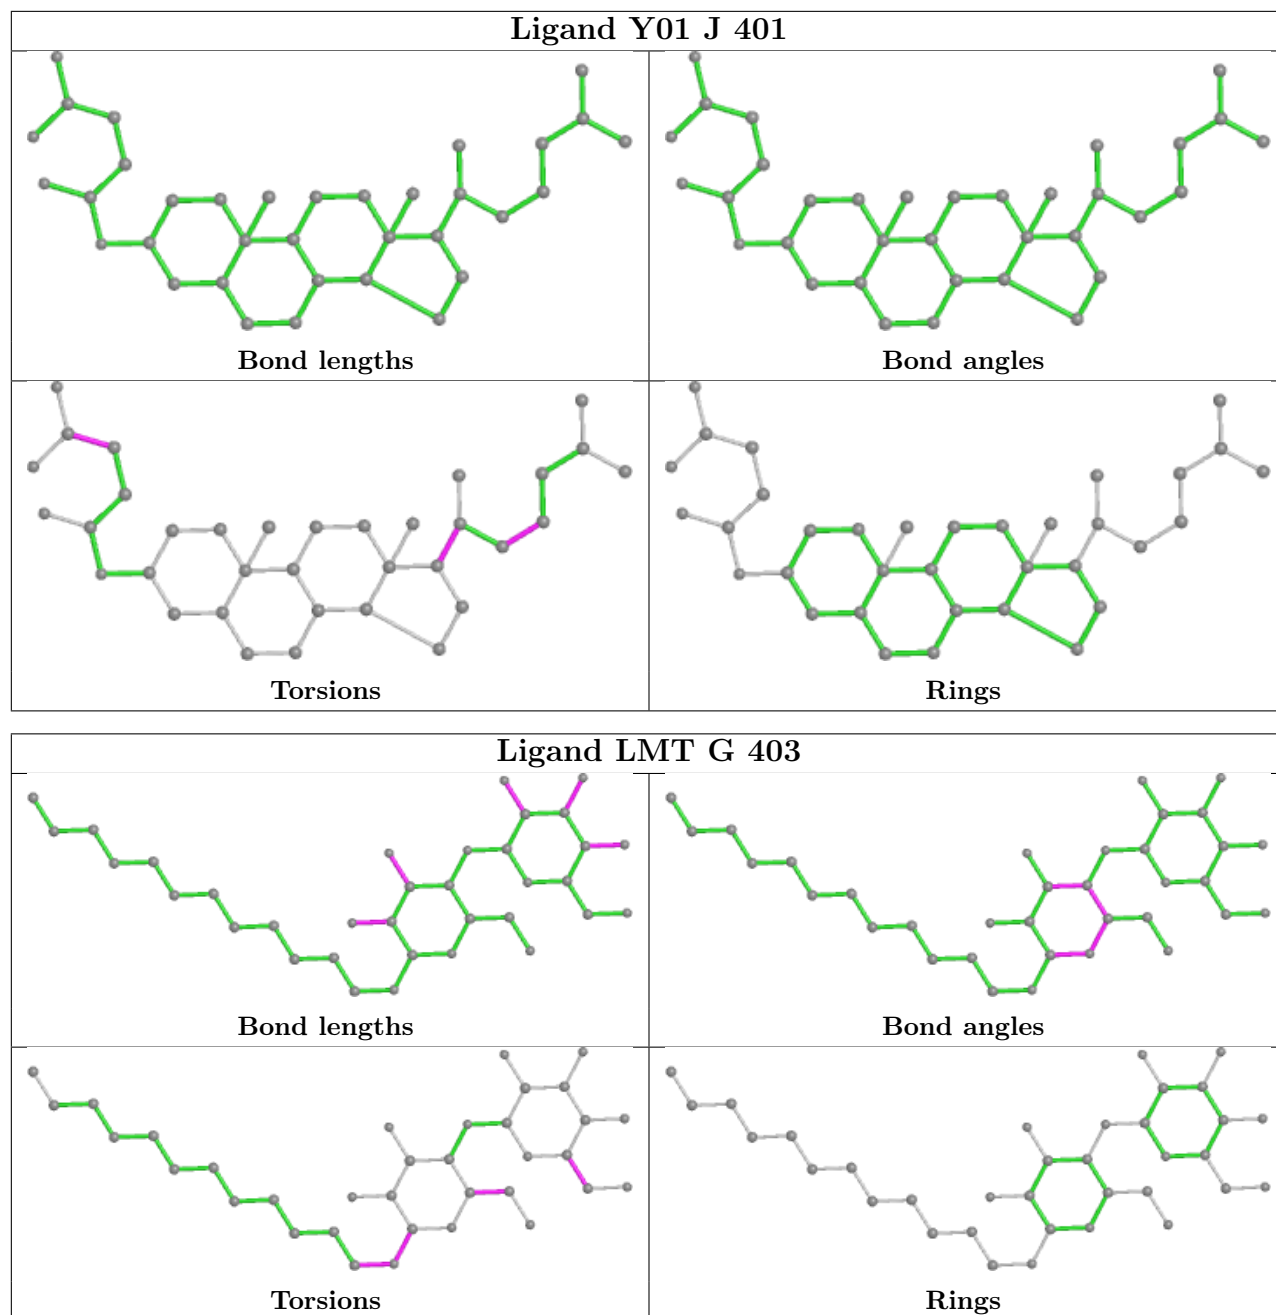 Ligand Y01 J 401
Bond lengths
Bond angles
Torsions
Rings
Ligand LMT G 403
Bond lengths
Bond angles
Torsions
Rings